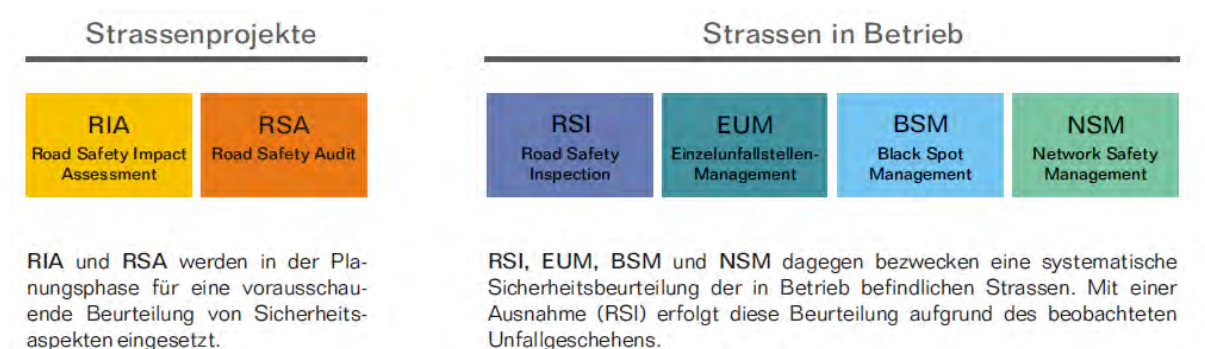 Strassenprojekte
Strassen in Betrieb
RIA
Road Safety Impact
Assessment
RSA
Road Safety Audit
RSI
Road Safety
Inspection
EUM
Einzelunfallstellen-
Management
BSM
Black Spot
Management
NSM
Network Safety
Management
RIA und RSA werden in der Pla-
nungsphase für eine vorausschau-
ende Beurteilung von Sicherheits-
aspekten eingesetzt.
RSI, EUM, BSM und NSM dagegen bezwecken eine systematische
Sicherheitsbeurteilung der in Betrieb befindlichen Strassen. Mit einer
Ausnahme (RSI) erfolgt diese Beurteilung aufgrund des beobachteten
Unfallgeschehens.